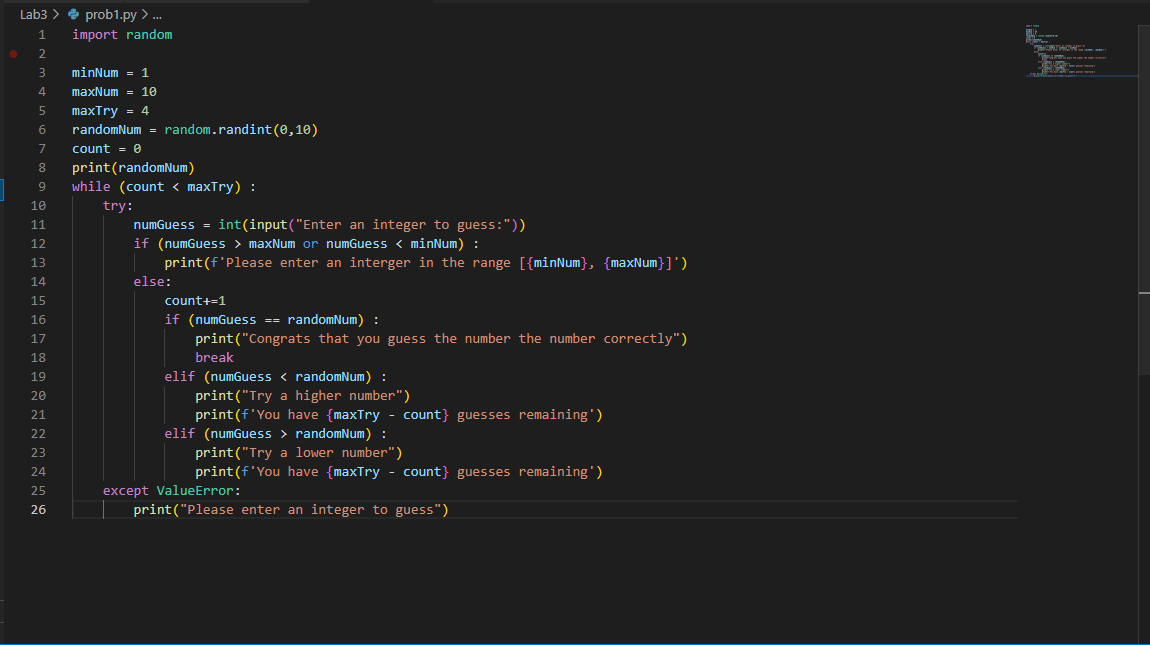 Lab3 > prob1.py > ...
1 import random
2
3 minNum = 1
4 maxNum = 10
5 maxTry = 4
6 randomNum = random.randint(0,10)
7 count = 0
8 print(randomNum)
9 while (count < maxTry) :
10     try:
11         numGuess = int(input("Enter an integer to guess:"))
12         if (numGuess > maxNum or numGuess < minNum) :
13             print(f'Please enter an interger in the range [{minNum}, {maxNum}]')
14         else:
15             count+=1
16             if (numGuess == randomNum) :
17                 print("Congrats that you guess the number the number correctly")
18                 break
19             elif (numGuess < randomNum) :
20                 print("Try a higher number")
21                 print(f'You have {maxTry - count} guesses remaining')
22             elif (numGuess > randomNum) :
23                 print("Try a lower number")
24                 print(f'You have {maxTry - count} guesses remaining')
25     except ValueError:
26         print("Please enter an integer to guess")